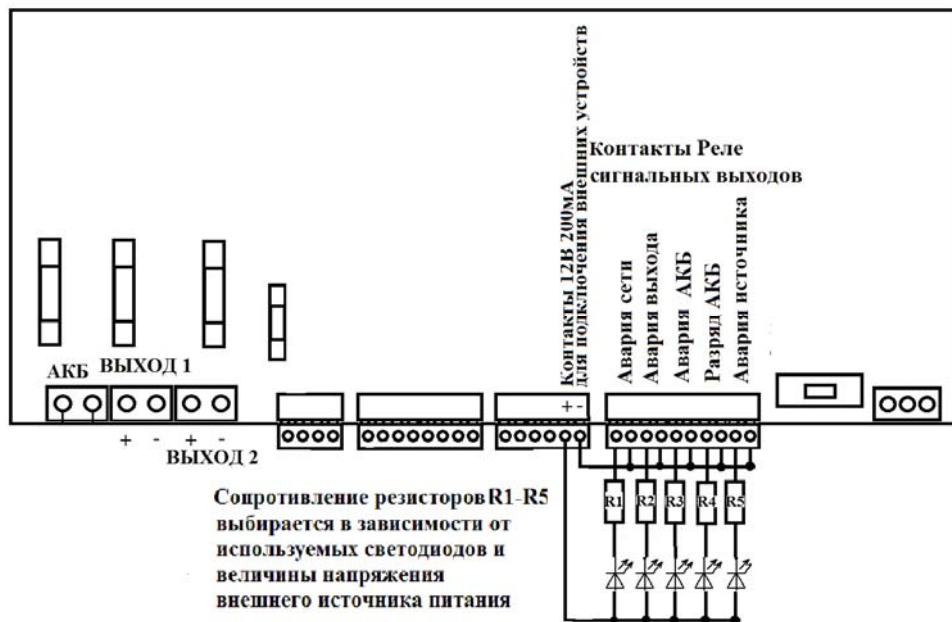 Контакты 12В 200мА
для подключения внешних устройств
Контакты Реле
сигнальных выходов
Авария сети
Авария выхода
Авария АКБ
Разряд АКБ
Авария источника
АКБ
ВЫХОД 1
+ -
+ - + -
ВЫХОД 2
R1 R2 R3 R4 R5
Сопротивление резисторов R1-R5
выбирается в зависимости от
используемых светодиодов и
величины напряжения
внешнего источника питания